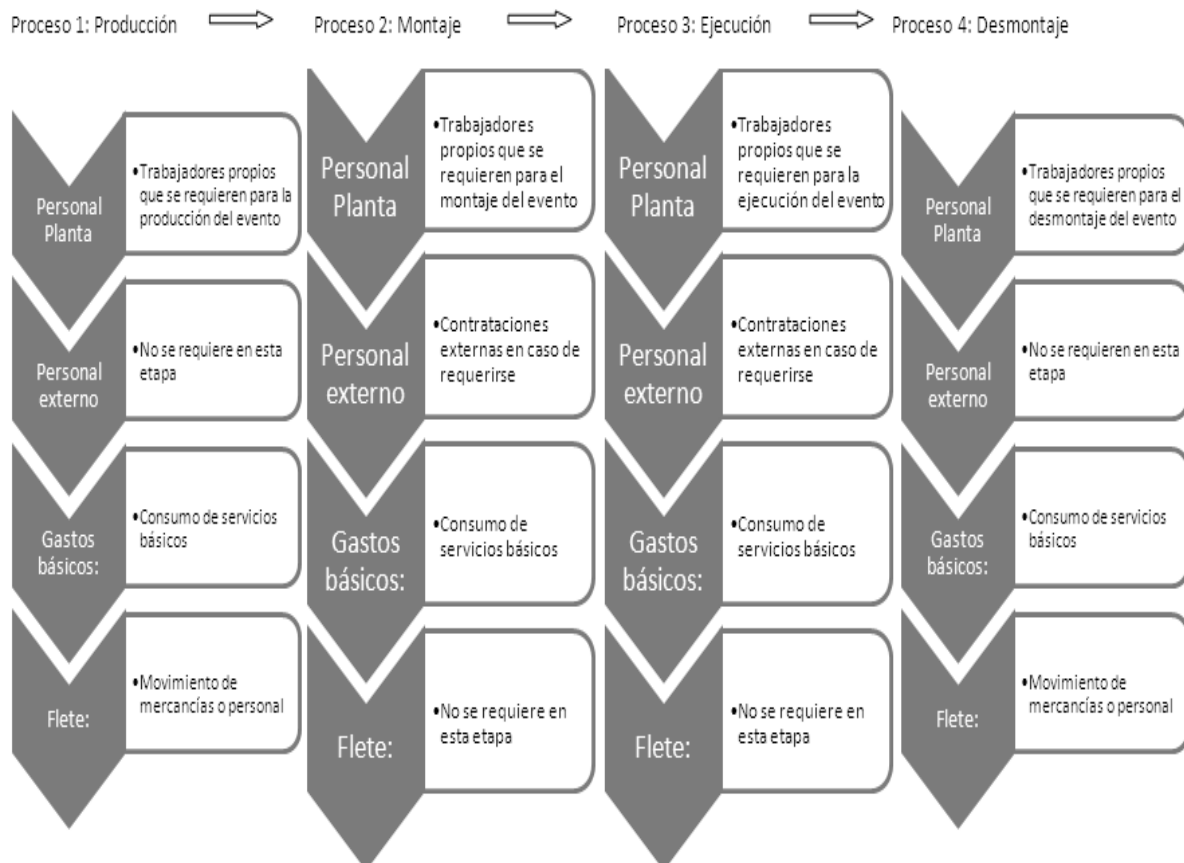 Proceso 1: Producción
Proceso 2: Montaje
Proceso 3: Ejecución
Proceso 4: Desmontaje
Personal
Planta
•Trabajadores propios
que se requieren para la
producción del evento
Personal
externo
•No se requiere en esta
etapa
Gastos
básicos:
•Consumo de servicios
básicos
Flete:
•Movimiento de
mercancías o personal
Personal
Planta
•Trabajadores
propios que se
requieren para el
montaje del evento
Personal
externo
•Contrataciones
externas en caso de
requerirse
Gastos
básicos:
•Consumo de
servicios básicos
Flete:
•No se requiere en
esta etapa
Personal
Planta
•Trabajadores
propios que se
requieren para la
ejecución del evento
Personal
externo
•Contrataciones
externas en caso de
requerirse
Gastos
básicos:
•Consumo de
servicios básicos
Flete:
•No se requiere en
esta etapa
Personal
Planta
•Trabajadores propios
que se requieren para el
desmontaje del evento
Personal
externo
•No se requieren en esta
etapa
Gastos
básicos:
•Consumo de servicios
básicos
Flete:
•Movimiento de
mercancías o personal